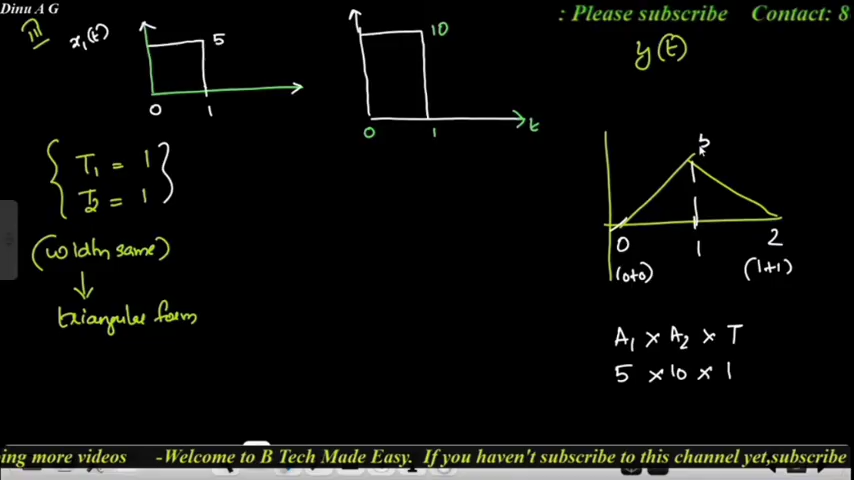 Dinu A G
: Please subscribe Contact: 8
III
x₁(t)
5
0
1
10
0
1
t
y(t)
T₁ = 1
T₂ = 1
(width same)
triangular form
0
1
2
(0+0)
(1+1)
A₁ × A₂ × T
5 × 10 × 1
ing more videos -Welcome to B Tech Made Easy. If you haven't subscribe to this channel yet,subscribe